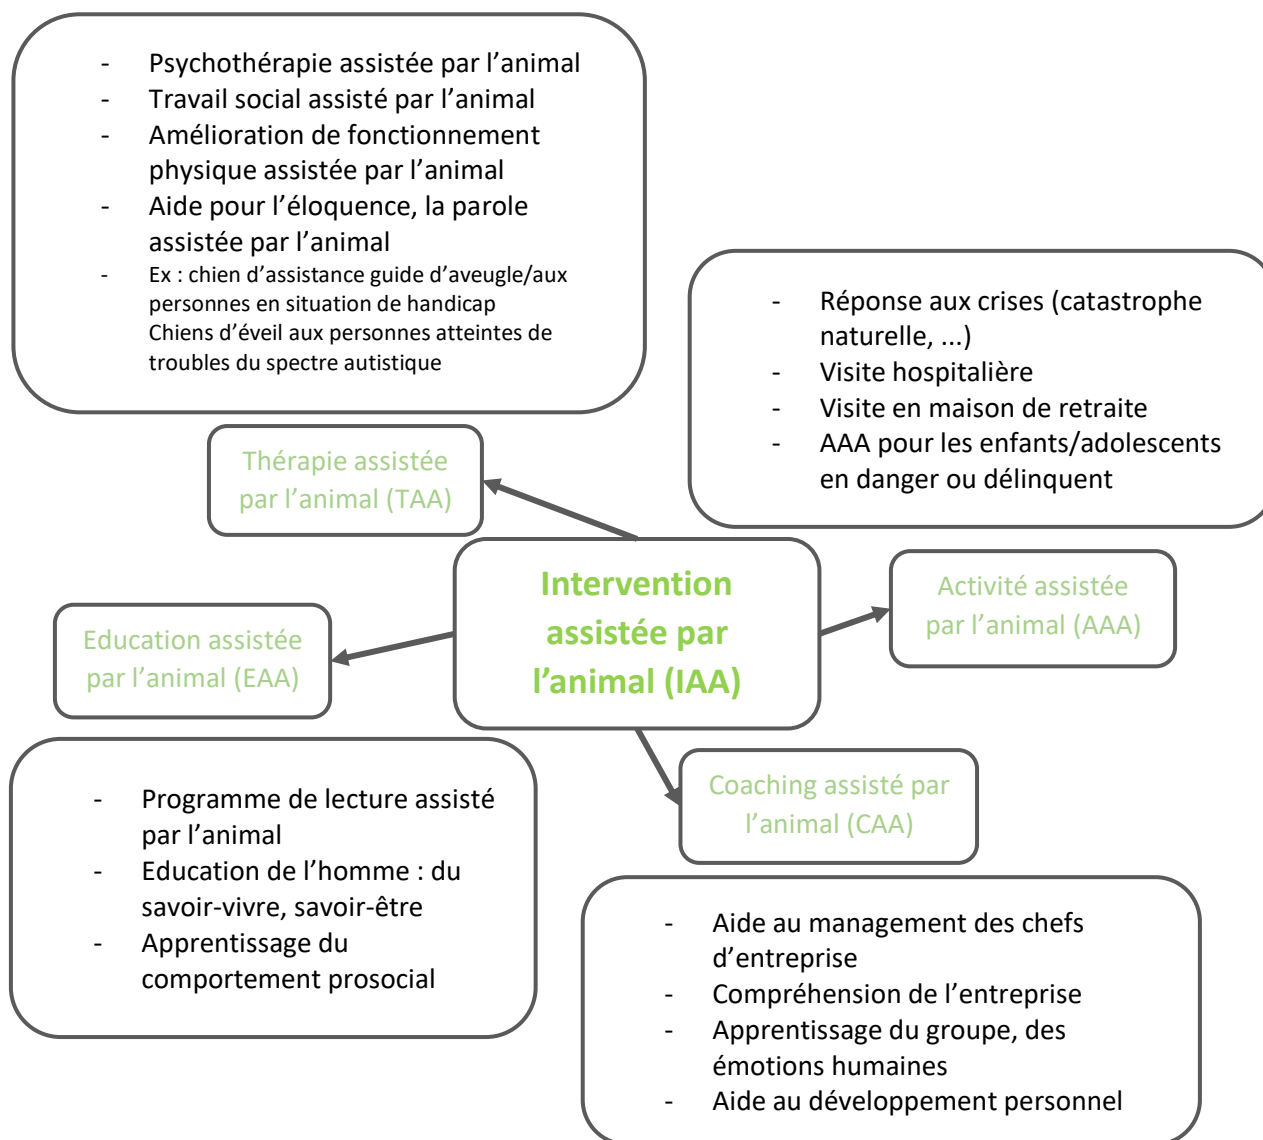 - Psychothérapie assistée par l’animal
- Travail social assisté par l’animal
- Amélioration de fonctionnement
physique assistée par l’animal
- Aide pour l’éloquence, la parole
assistée par l’animal
- Ex : chien d’assistance guide d’aveugle/aux
personnes en situation de handicap
Chiens d’éveil aux personnes atteintes de
troubles du spectre autistique
- Réponse aux crises (catastrophe
naturelle, ...)
- Visite hospitalière
- Visite en maison de retraite
- AAA pour les enfants/adolescents
en danger ou délinquent
Thérapie assistée
par l’animal (TAA)
Intervention
assistée par
l’animal (IAA)
Activité assistée
par l’animal (AAA)
Education assistée
par l’animal (EAA)
Coaching assisté par
l’animal (CAA)
- Programme de lecture assisté
par l’animal
- Education de l’homme : du
savoir-vivre, savoir-être
- Apprentissage du
comportement prosocial
- Aide au management des chefs
d’entreprise
- Compréhension de l’entreprise
- Apprentissage du groupe, des
émotions humaines
- Aide au développement personnel